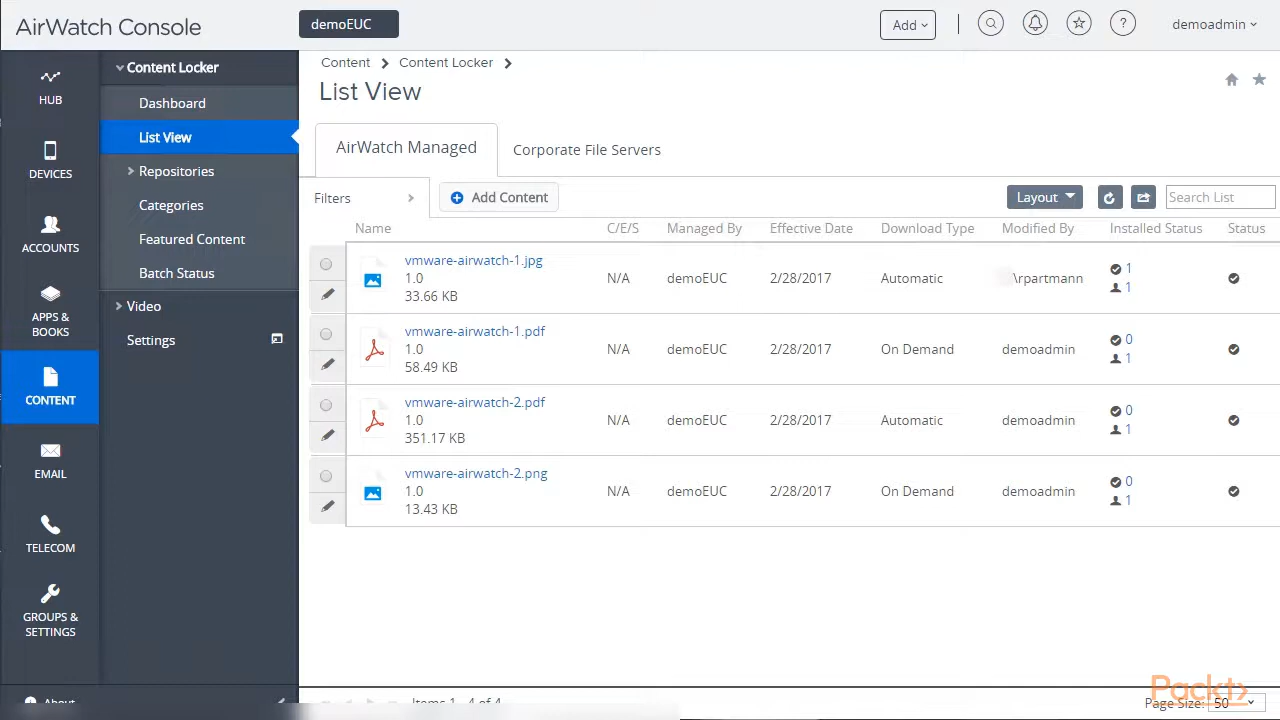 AirWatch Console
demoEUC
Add
demoadmin
HUB
DEVICES
ACCOUNTS
APPS &
BOOKS
CONTENT
EMAIL
TELECOM
GROUPS &
SETTINGS
Content Locker
Dashboard
List View
Repositories
Categories
Featured Content
Batch Status
Video
Settings
About
Content > Content Locker >
List View
AirWatch Managed
Corporate File Servers
Filters
Add Content
Layout
Search List
Name C/E/S Managed By Effective Date Download Type Modified By Installed Status Status
vmware-airwatch-1.jpg
1.0 N/A demoEUC 2/28/2017 Automatic \rpartmann 1
33.66 KB 1
vmware-airwatch-1.pdf
1.0 N/A demoEUC 2/28/2017 On Demand demoadmin 0
58.49 KB 1
vmware-airwatch-2.pdf
1.0 N/A demoEUC 2/28/2017 Automatic demoadmin 0
351.17 KB 1
vmware-airwatch-2.png
1.0 N/A demoEUC 2/28/2017 On Demand demoadmin 0
13.43 KB 1
Items 1 - 4 of 4
Page Size: 50
Packt